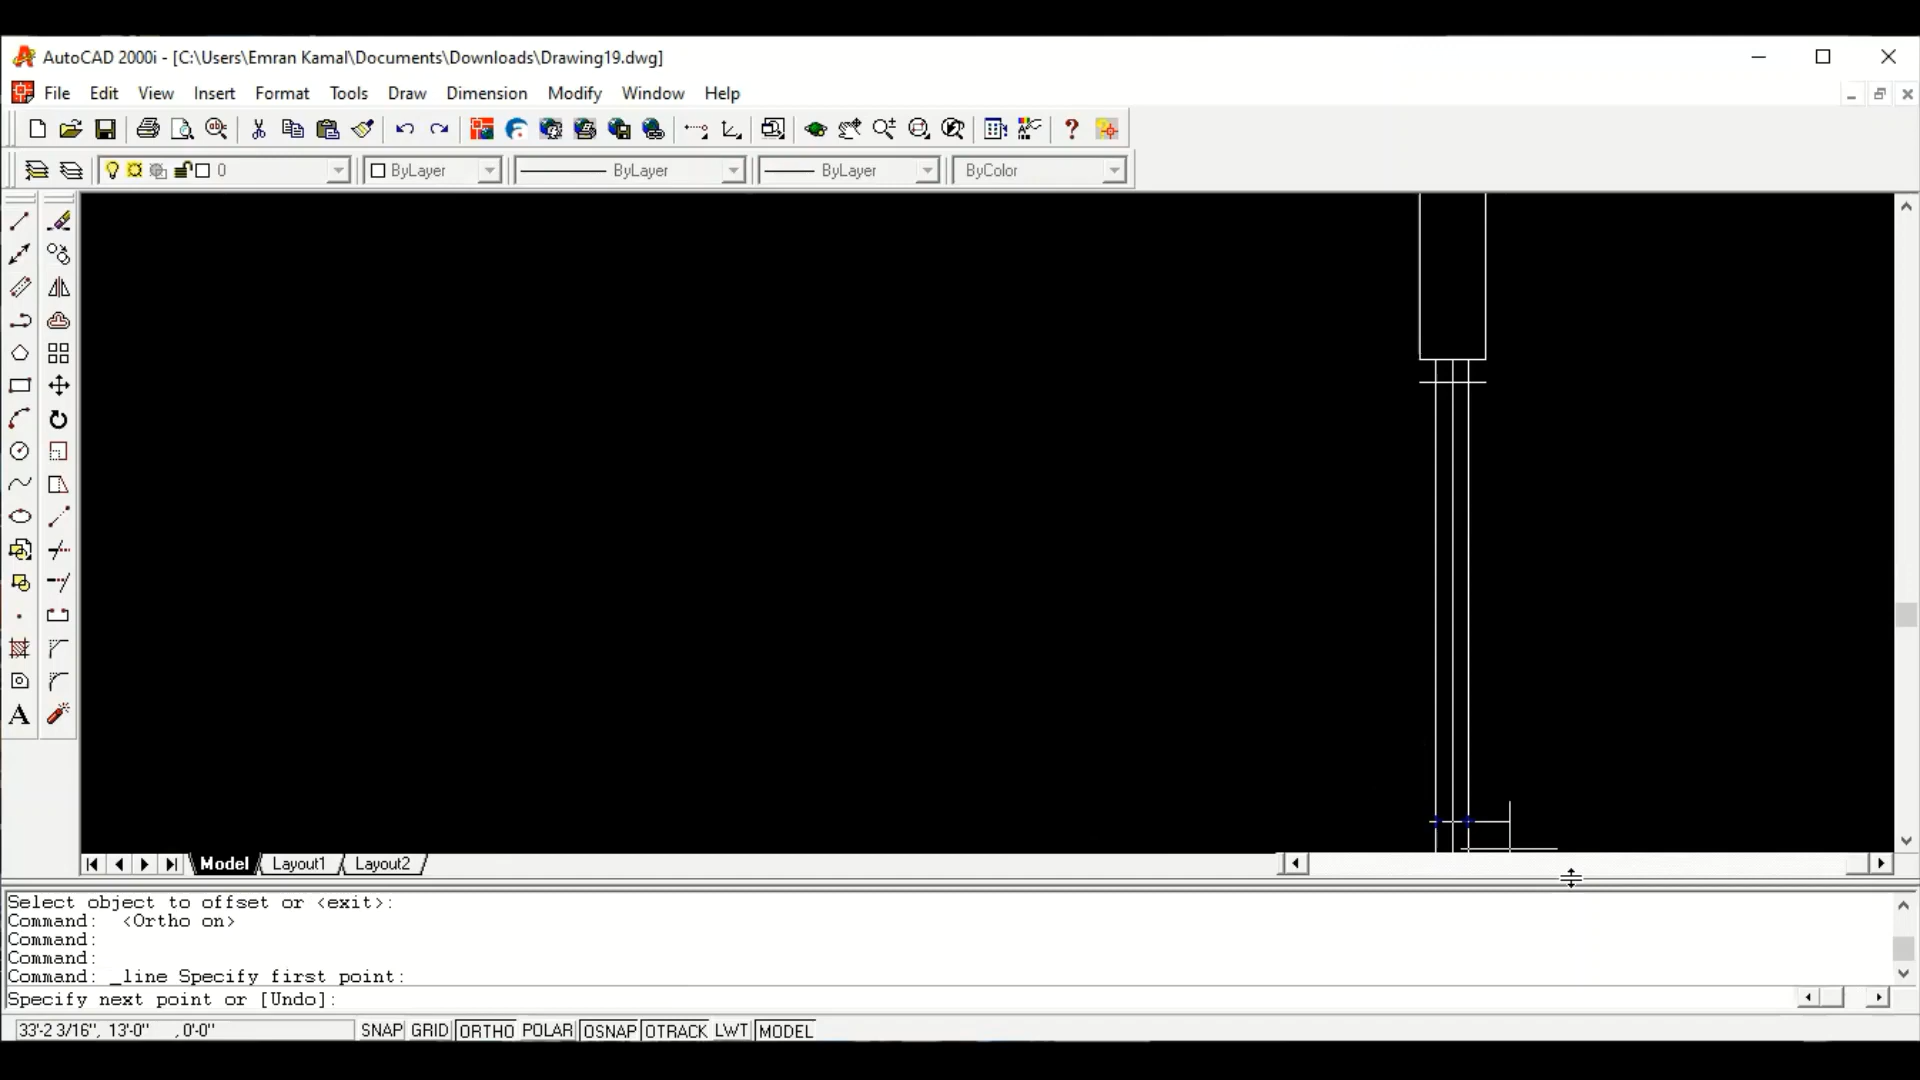 AutoCAD 2000i - [C:\Users\Emran Kamal\Documents\Downloads\Drawing19.dwg]
File Edit View Insert Format Tools Draw Dimension Modify Window Help
0 ByLayer ByLayer ByLayer ByColor
A
Model Layout1 Layout2
Select object to offset or <exit>:
Command:  <Ortho on>
Command:
Command:
Command: _line Specify first point:
Specify next point or [Undo]:
33'-2 3/16", 13'-0" , 0'-0" SNAP GRID ORTHO POLAR OSNAP OTRACK LWT MODEL